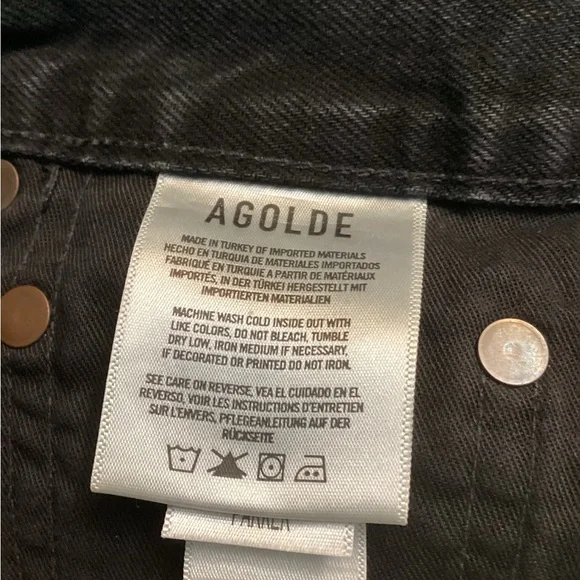 AGOLDE
MADE IN TURKEY OF IMPORTED MATERIALS
HECHO EN TURQUIA DE MATERIALES IMPORTADOS
FABRIQUÉ EN TURQUIE A PARTIR DE MATÉRIAUX
IMPORTÉS, IN DER TÜRKEI HERGESTELLT MIT
IMPORTIERTEN MATERIALIEN
MACHINE WASH COLD INSIDE OUT WITH
LIKE COLORS, DO NOT BLEACH, TUMBLE
DRY LOW, IRON MEDIUM IF NECESSARY,
IF DECORATED OR PRINTED DO NOT IRON.
SEE CARE ON REVERSE, VEA EL CUIDADO EN EL
REVERSO, VOIR LES INSTRUCTIONS D'ENTRETIEN
SUR L'ENVERS, PFLEGEANLEITUNG AUF DER
RÜCKSEITE
PARKER